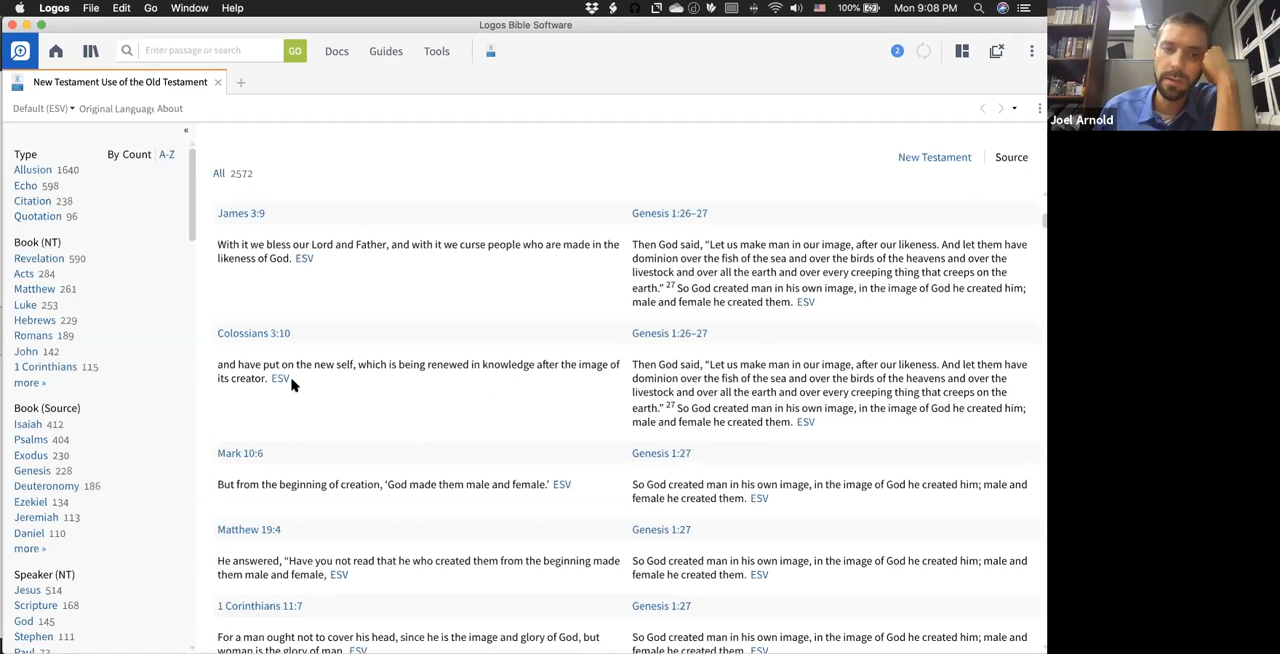 Logos File Edit Go Window Help 100% Mon 9:08 PM
Logos Bible Software
Enter passage or search GO Docs Guides Tools 2
New Testament Use of the Old Testament
Default (ESV) Original Language About
Joel Arnold
«
Type By Count A-Z
Allusion 1640
Echo 598
Citation 238
Quotation 96
Book (NT)
Revelation 590
Acts 284
Matthew 261
Luke 253
Hebrews 229
Romans 189
John 142
1 Corinthians 115
more »
Book (Source)
Isaiah 412
Psalms 404
Exodus 230
Genesis 228
Deuteronomy 186
Ezekiel 134
Jeremiah 113
Daniel 110
more »
Speaker (NT)
Jesus 514
Scripture 168
God 145
Stephen 111
Paul 73
New Testament Source
All 2572
James 3:9
With it we bless our Lord and Father, and with it we curse people who are made in the
likeness of God. ESV
Genesis 1:26–27
Then God said, “Let us make man in our image, after our likeness. And let them have
dominion over the fish of the sea and over the birds of the heavens and over the
livestock and over all the earth and over every creeping thing that creeps on the
earth.” 27 So God created man in his own image, in the image of God he created him;
male and female he created them. ESV
Colossians 3:10
and have put on the new self, which is being renewed in knowledge after the image of
its creator. ESV
Genesis 1:26–27
Then God said, “Let us make man in our image, after our likeness. And let them have
dominion over the fish of the sea and over the birds of the heavens and over the
livestock and over all the earth and over every creeping thing that creeps on the
earth.” 27 So God created man in his own image, in the image of God he created him;
male and female he created them. ESV
Mark 10:6
But from the beginning of creation, ‘God made them male and female.’ ESV
Genesis 1:27
So God created man in his own image, in the image of God he created him; male and
female he created them. ESV
Matthew 19:4
He answered, “Have you not read that he who created them from the beginning made
them male and female, ESV
Genesis 1:27
So God created man in his own image, in the image of God he created him; male and
female he created them. ESV
1 Corinthians 11:7
For a man ought not to cover his head, since he is the image and glory of God, but
woman is the glory of man. ESV
Genesis 1:27
So God created man in his own image, in the image of God he created him; male and
female he created them. ESV